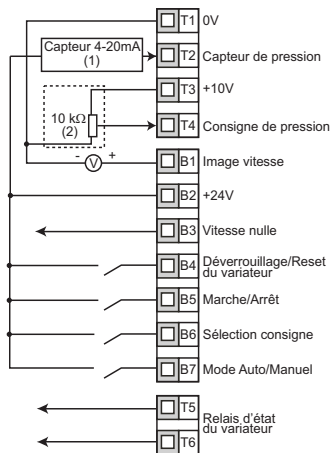 T1 0V
Capteur 4-20mA
(1)
T2 Capteur de pression
T3 +10V
10 kΩ
(2)
T4 Consigne de pression
- V +
B1 Image vitesse
B2 +24V
B3 Vitesse nulle
B4 Déverrouillage/Reset
du variateur
B5 Marche/Arrêt
B6 Sélection consigne
B7 Mode Auto/Manuel
T5
Relais d'état
du variateur
T6